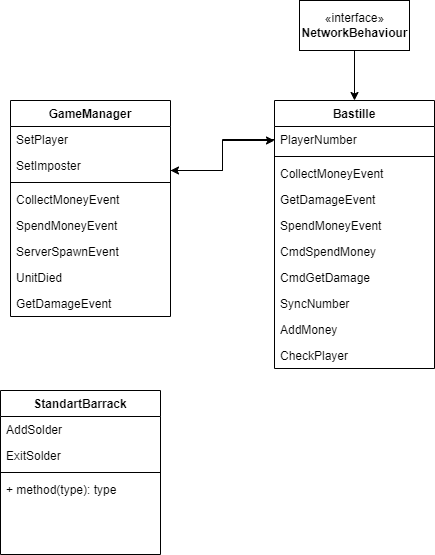 «interface»
NetworkBehaviour
GameManager
SetPlayer
SetImposter
CollectMoneyEvent
SpendMoneyEvent
ServerSpawnEvent
UnitDied
GetDamageEvent
Bastille
PlayerNumber
CollectMoneyEvent
GetDamageEvent
SpendMoneyEvent
CmdSpendMoney
CmdGetDamage
SyncNumber
AddMoney
CheckPlayer
StandartBarrack
AddSolder
ExitSolder
+ method(type): type